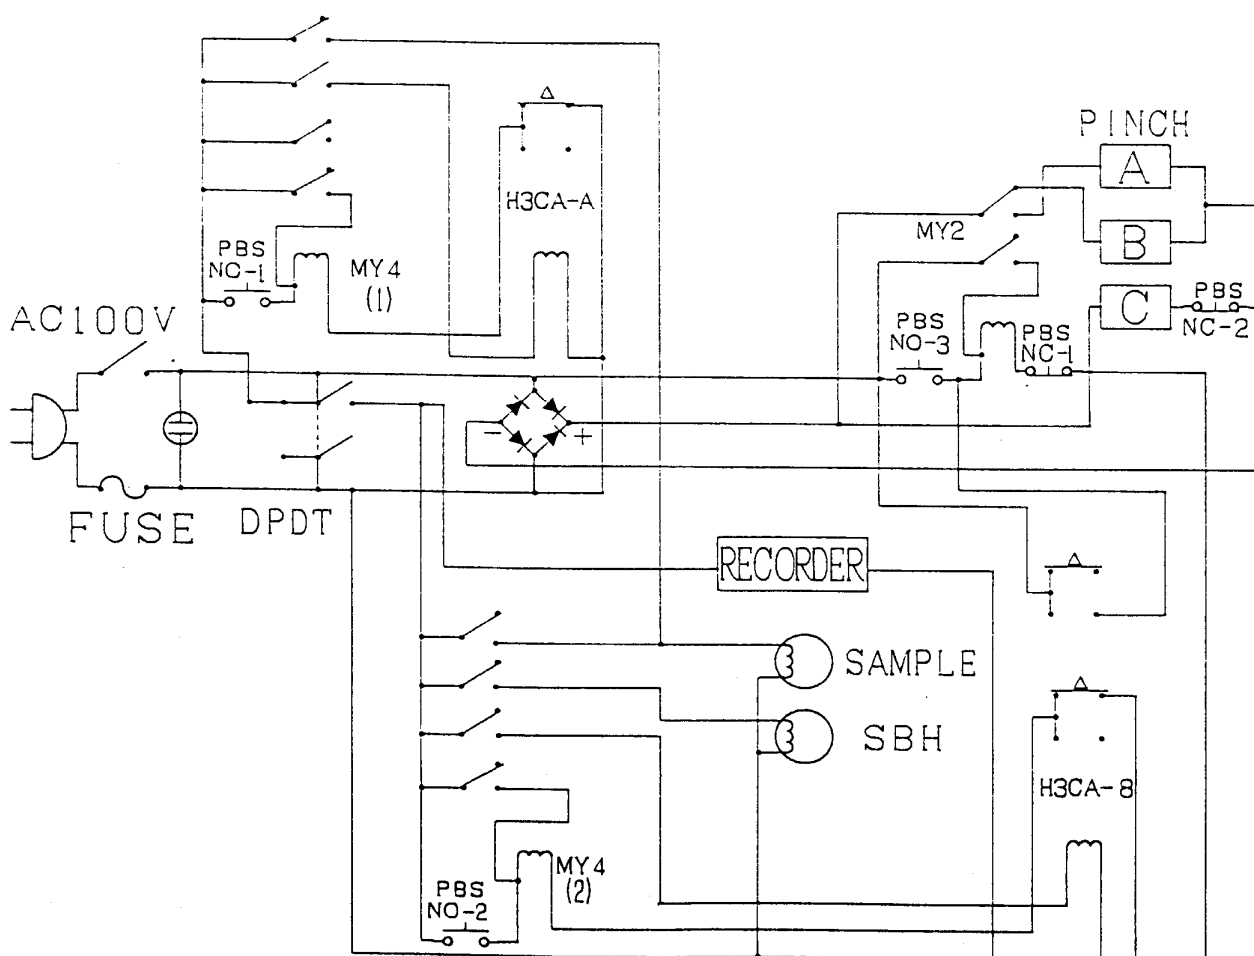 PINCH
A
H3CA-A
MY2
B
PBS
NC-1
MY4
(1)
C
PBS
NC-2
AC100V
PBS
NO-3
PBS
NC-1
-
+
FUSE
DPDT
RECORDER
SAMPLE
SBH
H3CA-8
MY4
(2)
PBS
NO-2